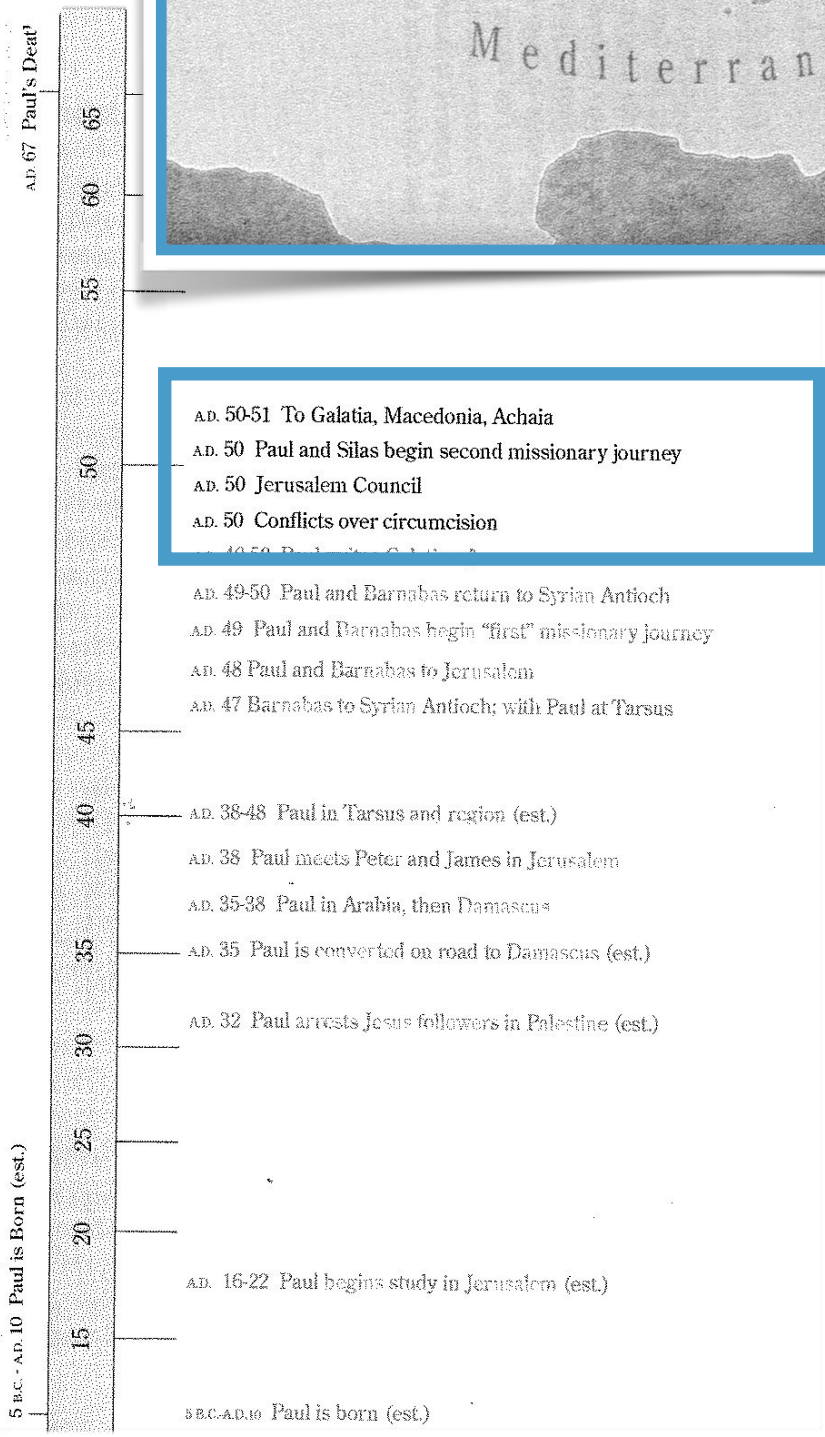 Mediterran
A.D. 67 Paul's Deat
65
60
55
50
45
40
35
30
25
20
15
5 B.C. - A.D. 10 Paul is Born (est.)
A.D. 50-51 To Galatia, Macedonia, Achaia
A.D. 50 Paul and Silas begin second missionary journey
A.D. 50 Jerusalem Council
A.D. 50 Conflicts over circumcision
A.D. 49-50 Paul and Barnabas return to Syrian Antioch
A.D. 49 Paul and Barnabas begin “first” missionary journey
A.D. 48 Paul and Barnabas to Jerusalem
A.D. 47 Barnabas to Syrian Antioch; with Paul at Tarsus
A.D. 38-48 Paul in Tarsus and region (est.)
A.D. 38 Paul meets Peter and James in Jerusalem
A.D. 35-38 Paul in Arabia, then Damascus
A.D. 35 Paul is converted on road to Damascus (est.)
A.D. 32 Paul arrests Jesus followers in Palestine (est.)
A.D. 16-22 Paul begins study in Jerusalem (est.)
5 B.C.-A.D.10 Paul is born (est.)